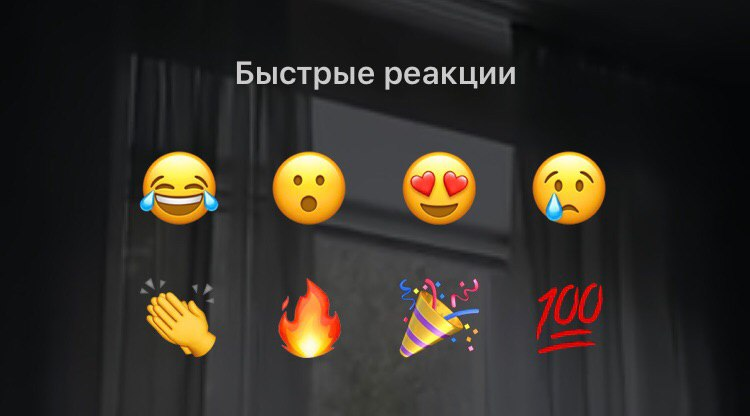 Быстрые реакции
😂 😮 😍 😢
👏 🔥 🎉 💯